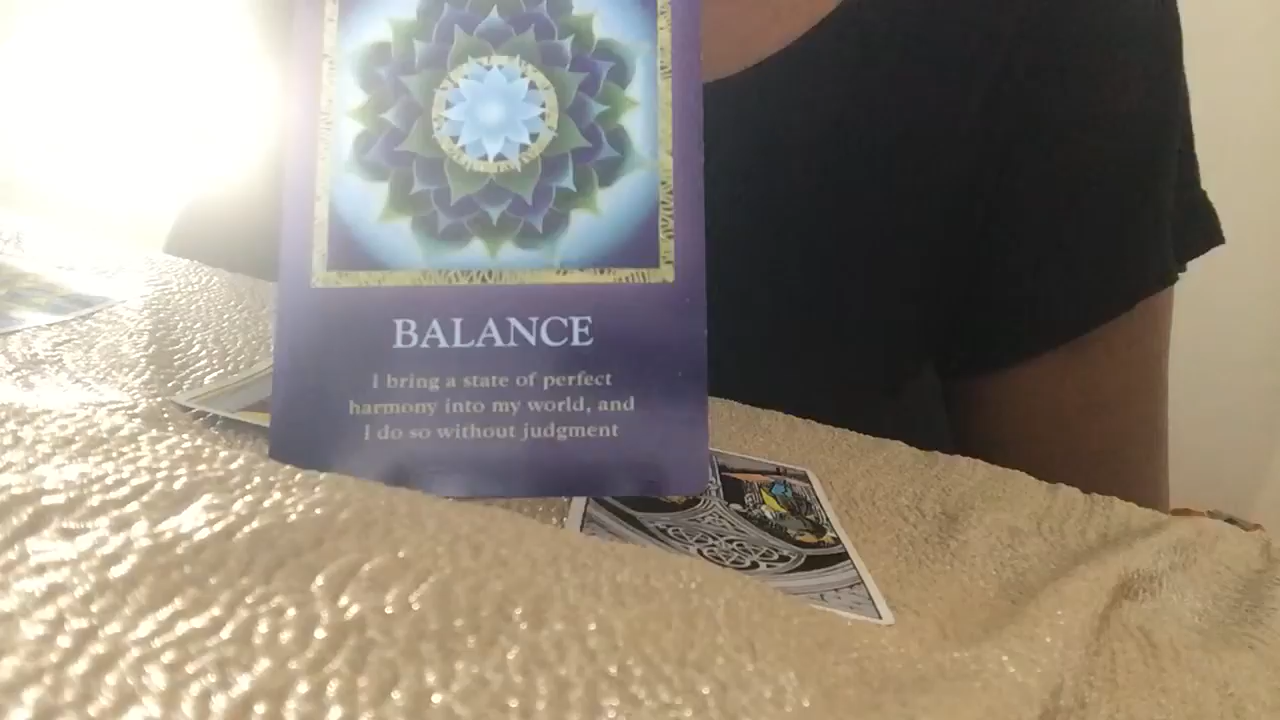 BALANCE
I bring a state of perfect
harmony into my world, and
I do so without judgment